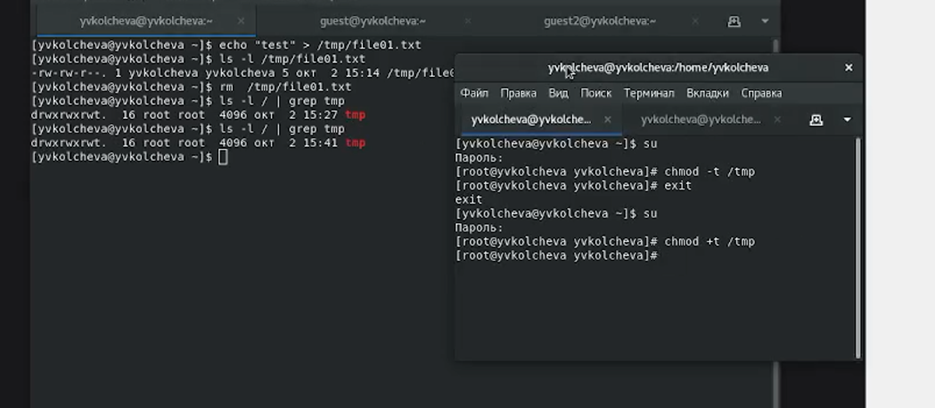 yvkolcheva@yvkolcheva:~ × guest@yvkolcheva:~ × guest2@yvkolcheva:~ ×
[yvkolcheva@yvkolcheva ~]$ echo "test" > /tmp/file01.txt
[yvkolcheva@yvkolcheva ~]$ ls -l /tmp/file01.txt
-rw-rw-r--. 1 yvkolcheva yvkolcheva 5 окт  2 15:14 /tmp/file0
[yvkolcheva@yvkolcheva ~]$ rm  /tmp/file01.txt
[yvkolcheva@yvkolcheva ~]$ ls -l / | grep tmp
drwxrwxrwt.  16 root root  4096 окт  2 15:27 tmp
[yvkolcheva@yvkolcheva ~]$ ls -l / | grep tmp
drwxrwxrwt.  16 root root  4096 окт  2 15:41 tmp
[yvkolcheva@yvkolcheva ~]$
yvkolcheva@yvkolcheva:/home/yvkolcheva ×
Файл Правка Вид Поиск Терминал Вкладки Справка
yvkolcheva@yvkolche... × yvkolcheva@yvkolche... ×
[yvkolcheva@yvkolcheva ~]$ su
Пароль:
[root@yvkolcheva yvkolcheva]# chmod -t /tmp
[root@yvkolcheva yvkolcheva]# exit
exit
[yvkolcheva@yvkolcheva ~]$ su
Пароль:
[root@yvkolcheva yvkolcheva]# chmod +t /tmp
[root@yvkolcheva yvkolcheva]#